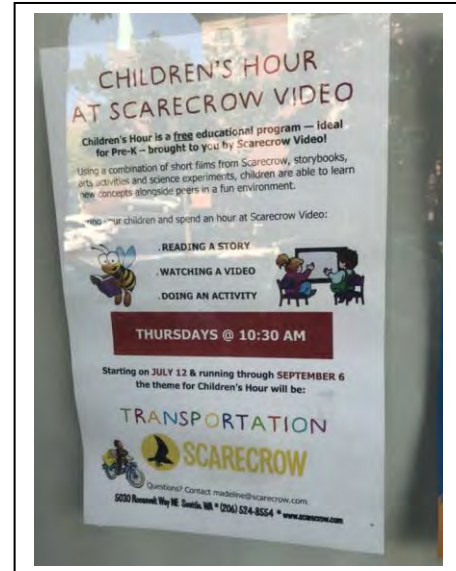 CHILDREN'S HOUR
AT SCARECROW VIDEO
Children's Hour is a free educational program — ideal
for Pre-K – brought to you by Scarecrow Video!
Using a combination of short films from Scarecrow, storybooks,
arts activities and science experiments, children are able to learn
new concepts alongside peers in a fun environment.
your children and spend an hour at Scarecrow Video:
.READING A STORY
.WATCHING A VIDEO
.DOING AN ACTIVITY
THURSDAYS @ 10:30 AM
Starting on JULY 12 & running through SEPTEMBER 6
the theme for Children's Hour will be:
TRANSPORTATION
SCARECROW
Questions? Contact madeline@scarecrow.com
5030 Roosevelt Way NE Seattle, WA * (206) 524-8554 * www.scarecrow.com